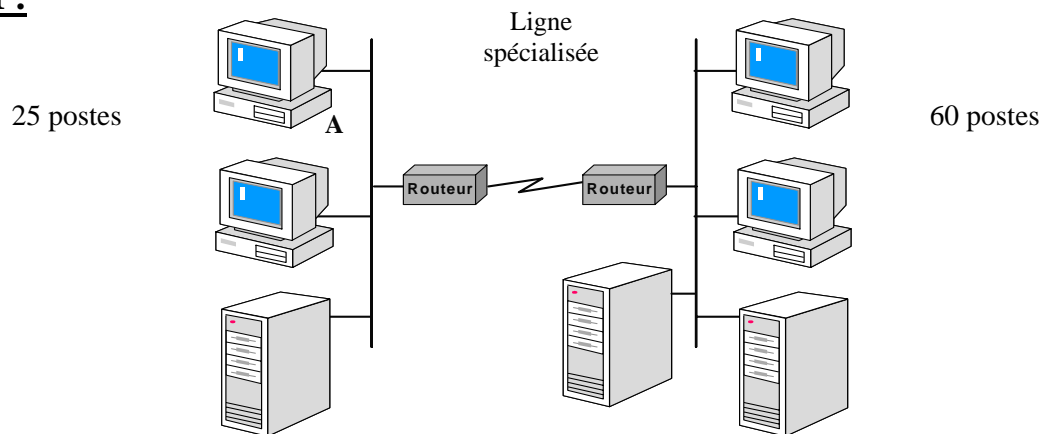 Ligne
spécialisée
25 postes
60 postes
A
Routeur
Routeur